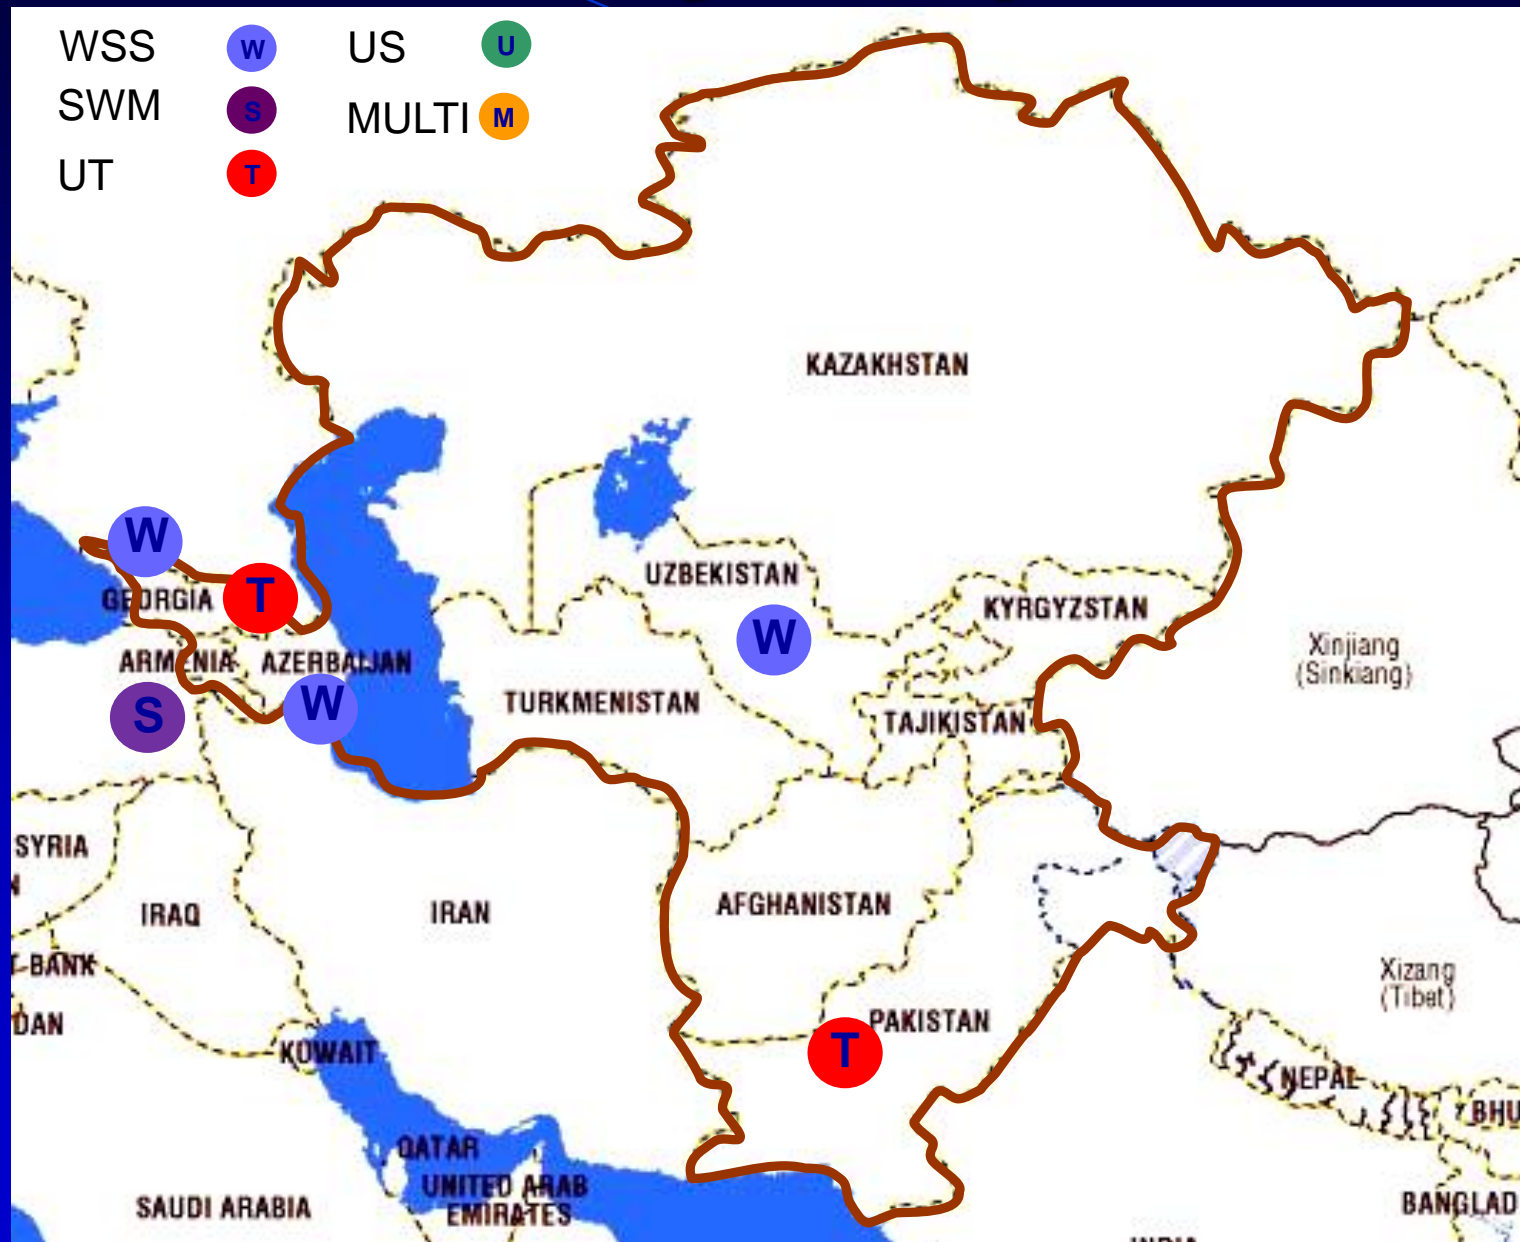 WSS W US U
SWM S MULTI M
UT T
KAZAKHSTAN
W
UZBEKISTAN
GEORGIA T
KYRGYZSTAN
W
Xinjiang
(Sinkiang)
ARMENIA AZERBAIJAN
TURKMENISTAN
W
S
TAJIKISTAN
SYRIA
N
IRAQ
IRAN
AFGHANISTAN
T BANK
Xizang
(Tibet)
DAN
PAKISTAN
KUWAIT
T
NEPAL
BHU
QATAR
UNITED ARAB
EMIRATES
SAUDI ARABIA
BANGLAD
INDIA